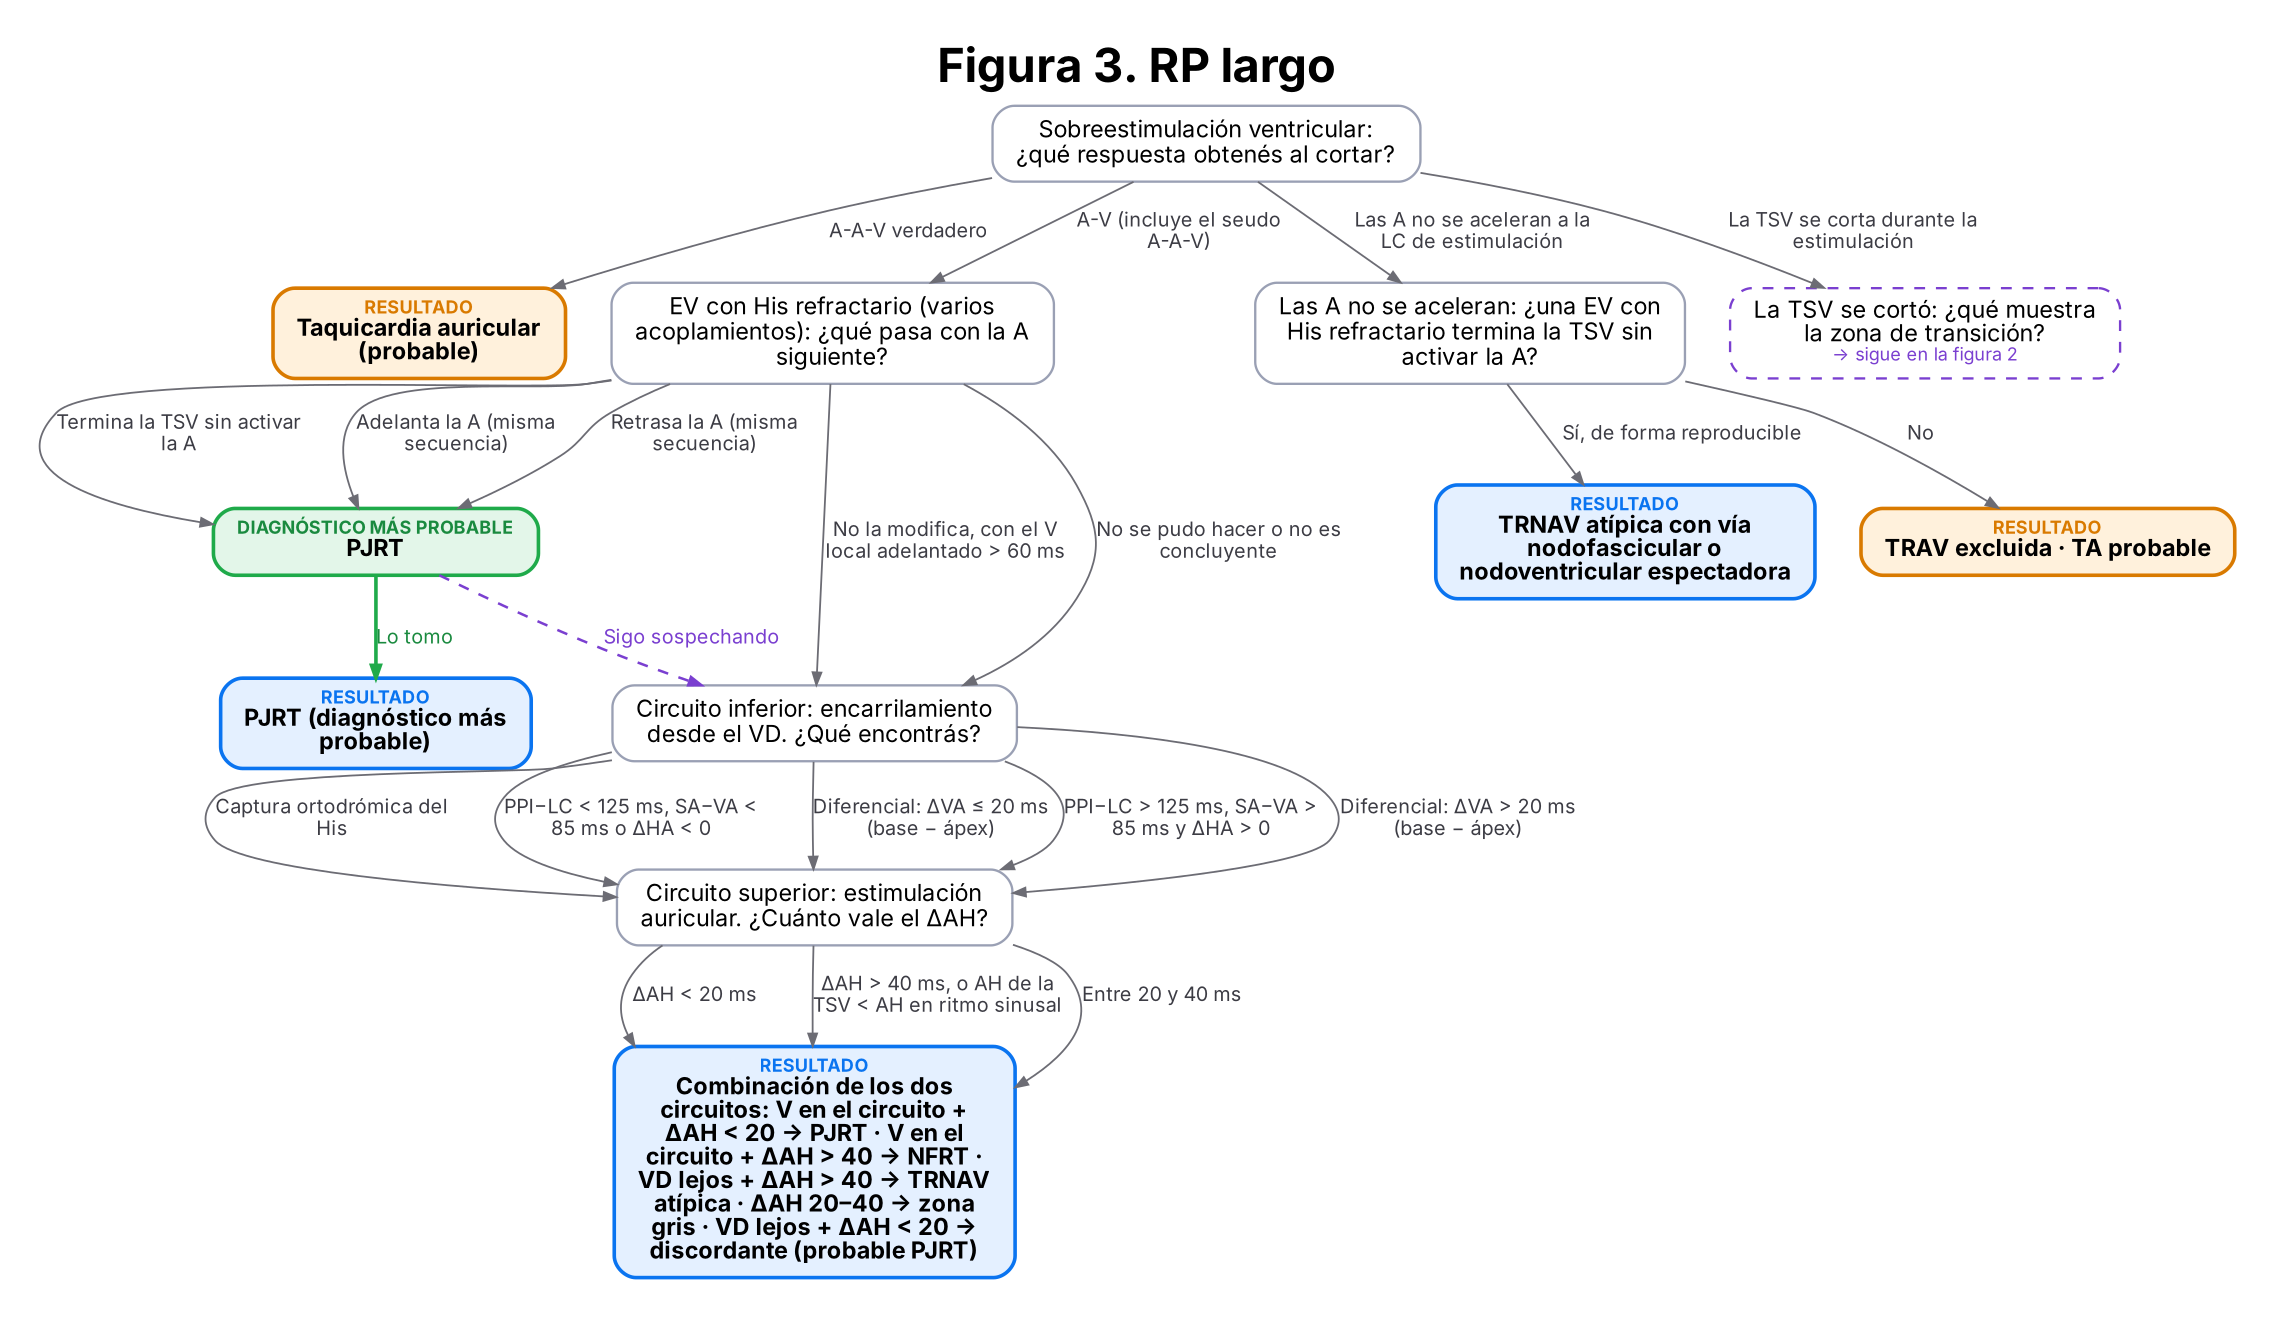 Figura 3. RP largo
Sobreestimulación ventricular:
¿qué respuesta obtenés al cortar?
A-A-V verdadero
A-V (incluye el seudo
A-A-V)
Las A no se aceleran a la
LC de estimulación
La TSV se corta durante la
estimulación
RESULTADO
Taquicardia auricular
(probable)
EV con His refractario (varios
acoplamientos): ¿qué pasa con la A
siguiente?
Las A no se aceleran: ¿una EV con
His refractario termina la TSV sin
activar la A?
La TSV se cortó: ¿qué muestra
la zona de transición?
→ sigue en la figura 2
Termina la TSV sin activar
la A
Adelanta la A (misma
secuencia)
Retrasa la A (misma
secuencia)
No la modifica, con el V
local adelantado > 60 ms
No se pudo hacer o no es
concluyente
Sí, de forma reproducible
No
DIAGNÓSTICO MÁS PROBABLE
PJRT
RESULTADO
TRNAV atípica con vía
nodofascicular o
nodoventricular espectadora
RESULTADO
TRAV excluida · TA probable
Lo tomo
Sigo sospechando
RESULTADO
PJRT (diagnóstico más
probable)
Circuito inferior: encarrilamiento
desde el VD. ¿Qué encontrás?
Captura ortodrómica del
His
PPI−LC < 125 ms, SA−VA <
85 ms o ΔHA < 0
Diferencial: ΔVA ≤ 20 ms
(base − ápex)
PPI−LC > 125 ms, SA−VA >
85 ms y ΔHA > 0
Diferencial: ΔVA > 20 ms
(base − ápex)
Circuito superior: estimulación
auricular. ¿Cuánto vale el ΔAH?
ΔAH < 20 ms
ΔAH > 40 ms, o AH de la
TSV < AH en ritmo sinusal
Entre 20 y 40 ms
RESULTADO
Combinación de los dos
circuitos: V en el circuito +
ΔAH < 20 → PJRT · V en el
circuito + ΔAH > 40 → NFRT ·
VD lejos + ΔAH > 40 → TRNAV
atípica · ΔAH 20–40 → zona
gris · VD lejos + ΔAH < 20 →
discordante (probable PJRT)